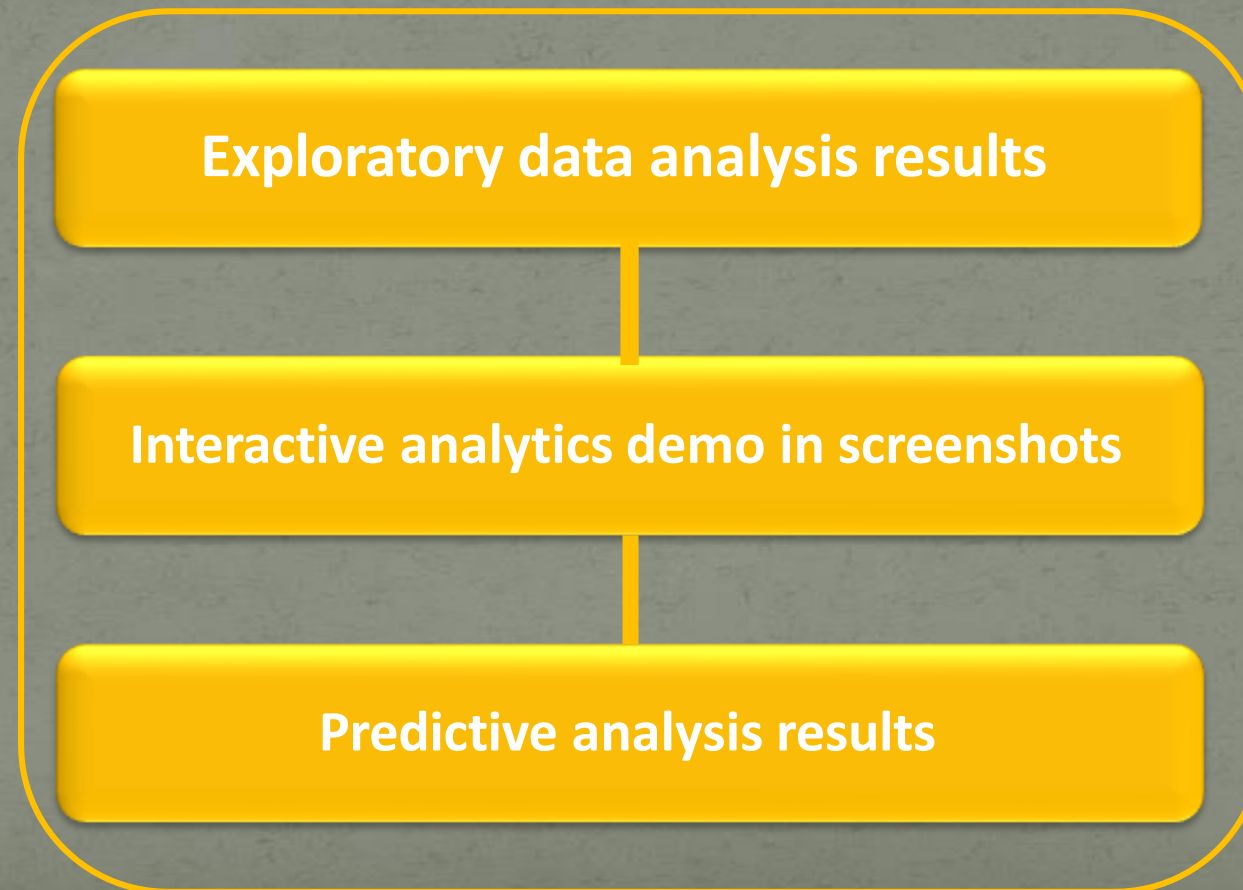 Exploratory data analysis results
Interactive analytics demo in screenshots
Predictive analysis results